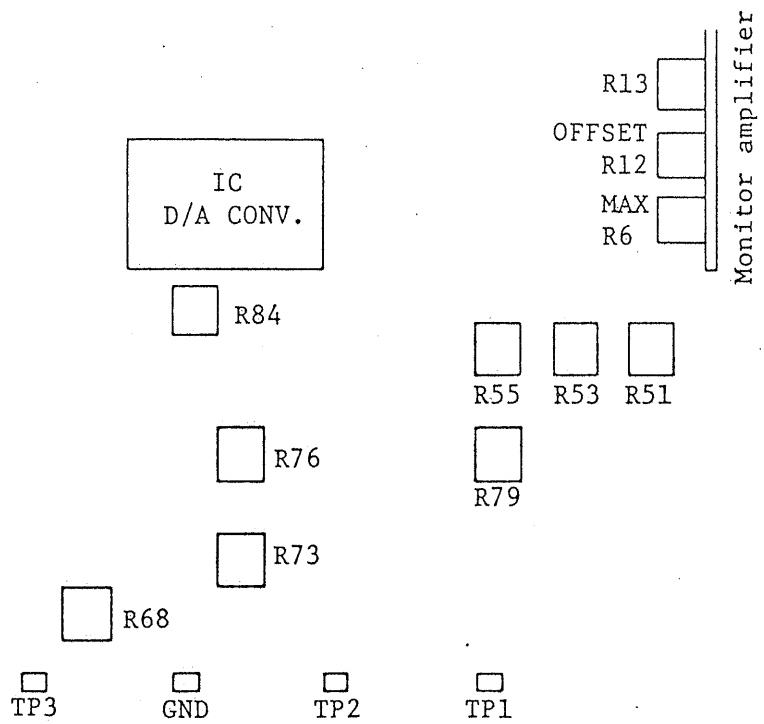 R13
OFFSET
R12
MAX
R6
Monitor amplifier
IC
D/A CONV.
R84
R55
R53
R51
R76
R79
R73
R68
TP3
GND
TP2
TP1